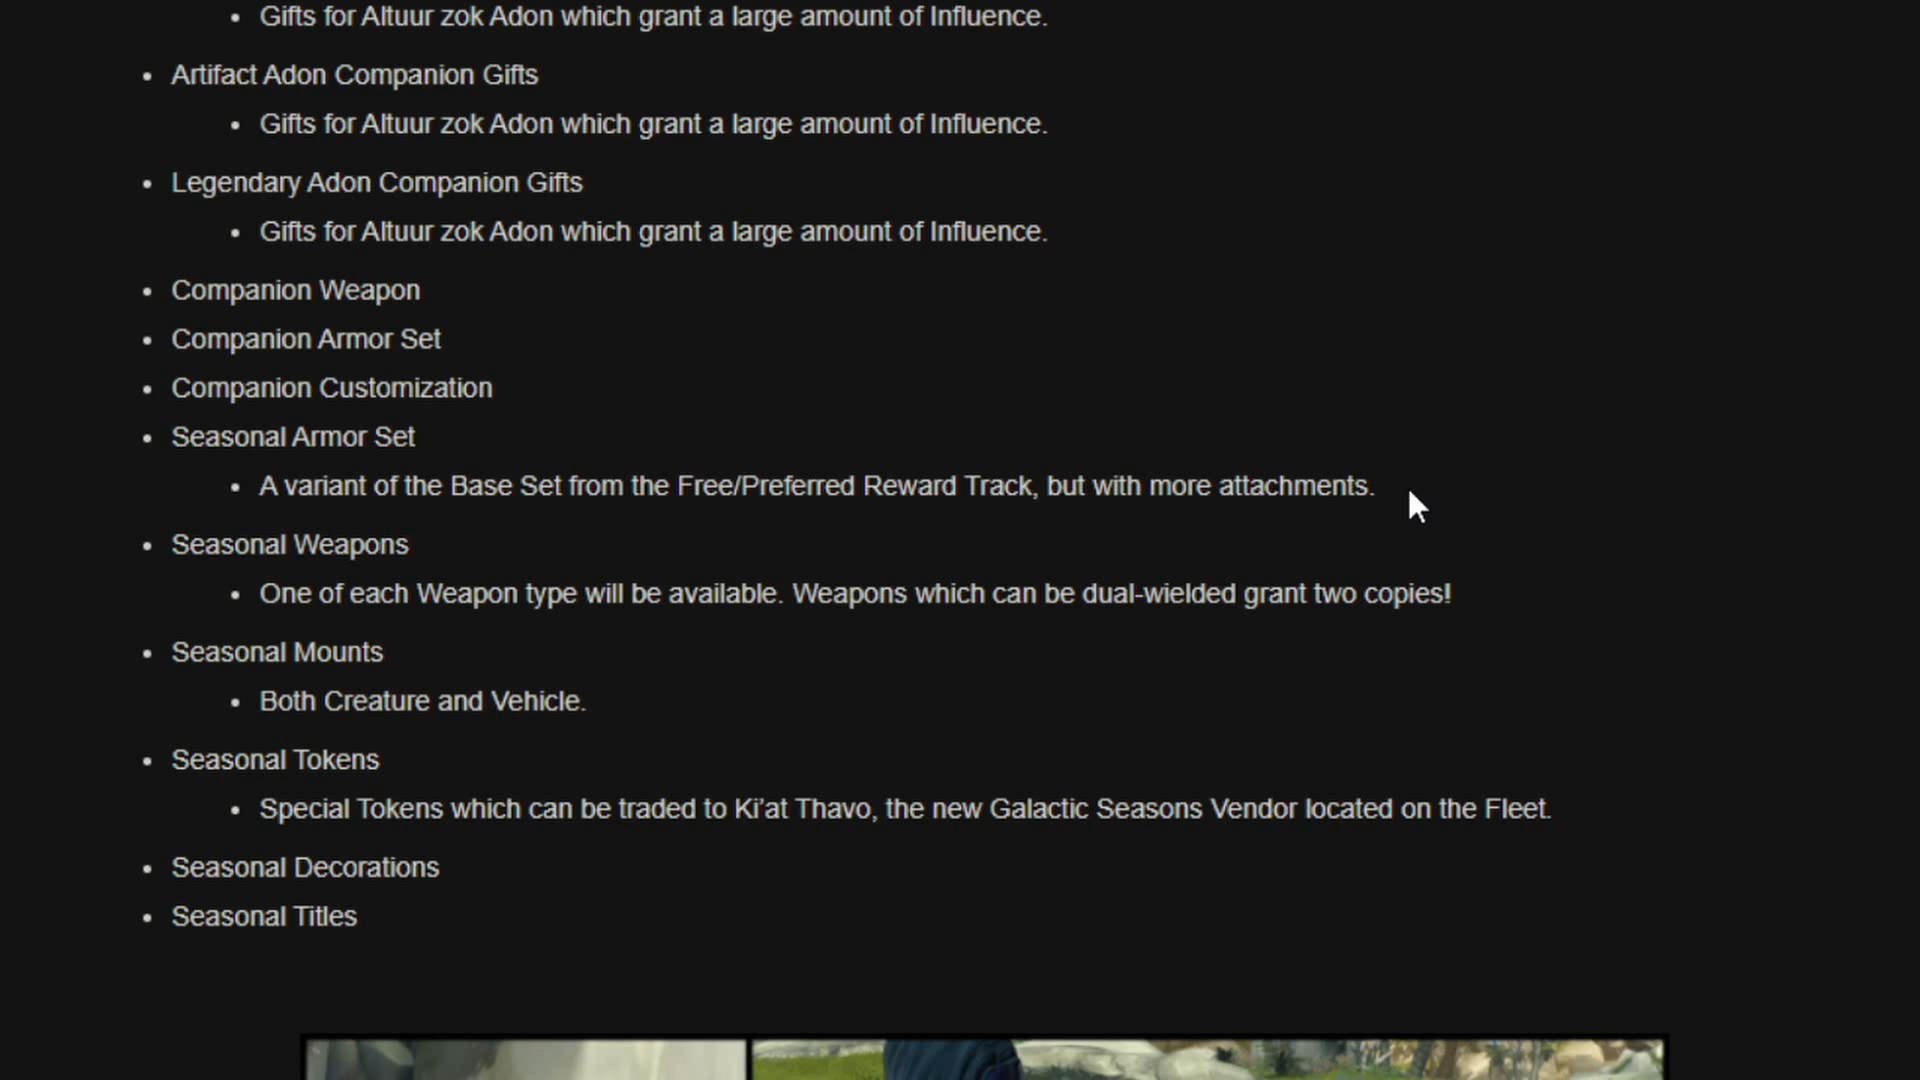 Gifts for Altuur zok Adon which grant a large amount of Influence.
Artifact Adon Companion Gifts
Gifts for Altuur zok Adon which grant a large amount of Influence.
Legendary Adon Companion Gifts
Gifts for Altuur zok Adon which grant a large amount of Influence.
Companion Weapon
Companion Armor Set
Companion Customization
Seasonal Armor Set
A variant of the Base Set from the Free/Preferred Reward Track, but with more attachments.
Seasonal Weapons
One of each Weapon type will be available. Weapons which can be dual-wielded grant two copies!
Seasonal Mounts
Both Creature and Vehicle.
Seasonal Tokens
Special Tokens which can be traded to Ki’at Thavo, the new Galactic Seasons Vendor located on the Fleet.
Seasonal Decorations
Seasonal Titles